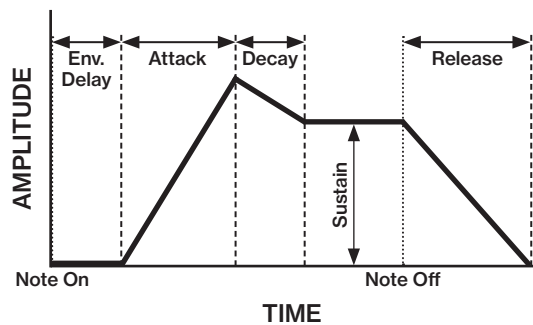 Env.
Delay
Attack
Decay
Release
AMPLITUDE
Sustain
Note On
Note Off
TIME